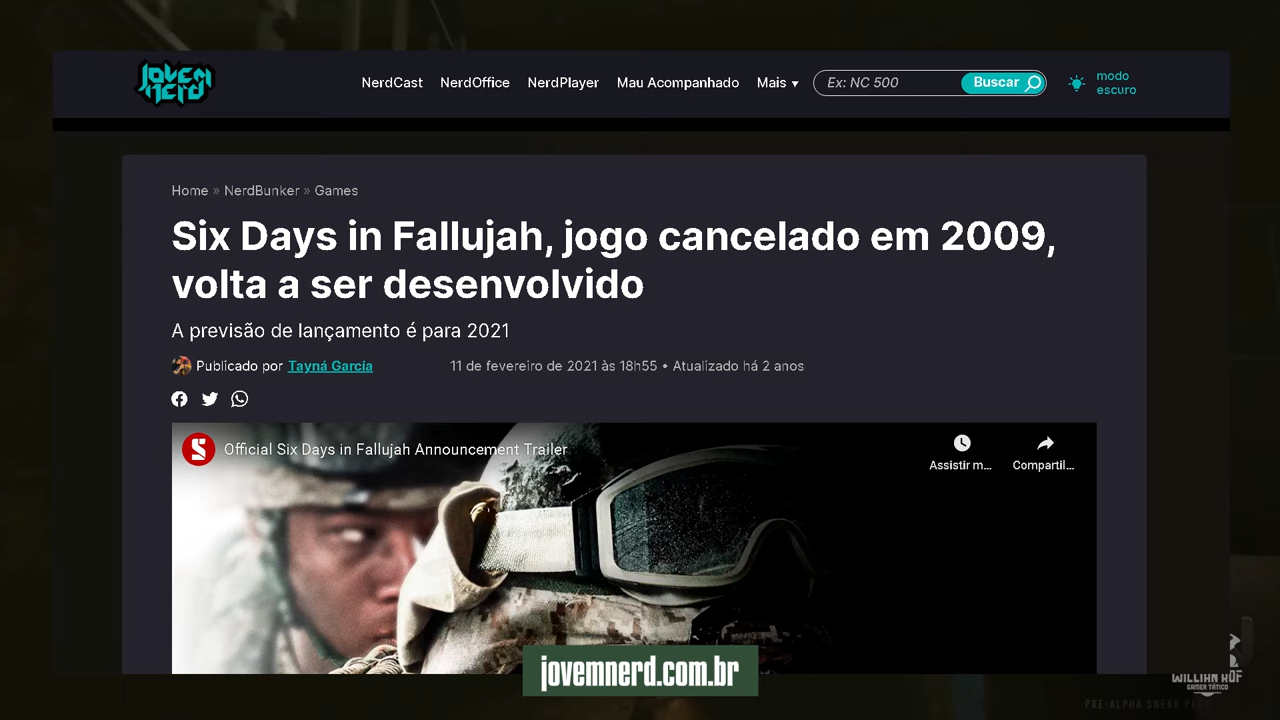 JOVEM NERD
NerdCast NerdOffice NerdPlayer Mau Acompanhado Mais ▾ Ex: NC 500 Buscar modo escuro
Home » NerdBunker » Games
Six Days in Fallujah, jogo cancelado em 2009,
volta a ser desenvolvido
A previsão de lançamento é para 2021
Publicado por Tayná Garcia 11 de fevereiro de 2021 às 18h55 • Atualizado há 2 anos
Official Six Days in Fallujah Announcement Trailer
Assistir m... Compartil...
jovemnerd.com.br
WILLIAN HOF
GAMER TÁTICO
PRE-ALPHA SNEAK PEEK